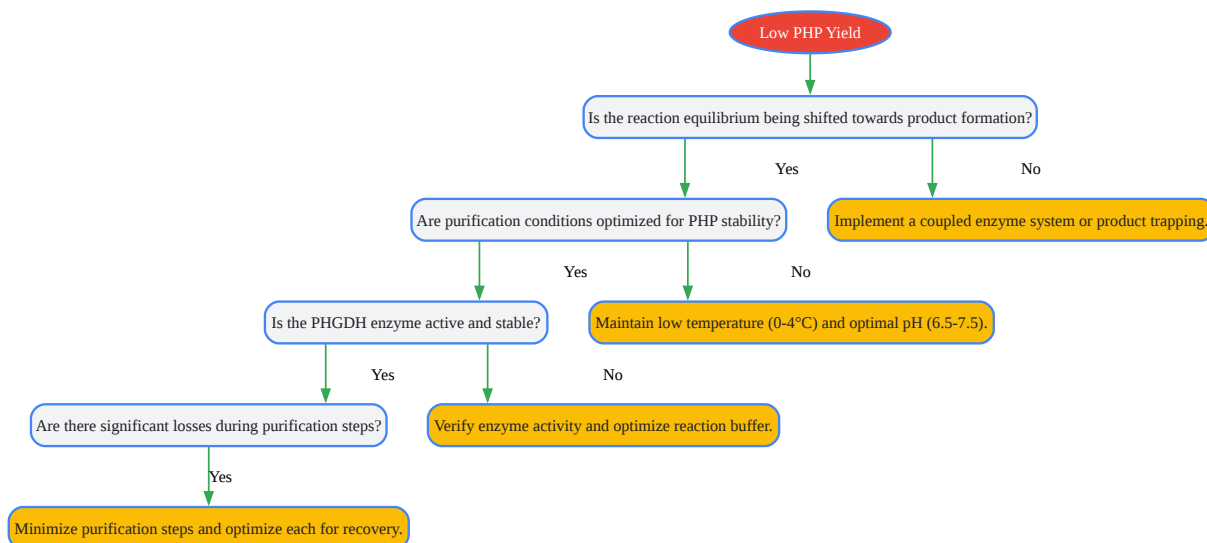 Low PHP Yield
Is the reaction equilibrium being shifted towards product formation?
Yes
No
Are purification conditions optimized for PHP stability?
Implement a coupled enzyme system or product trapping.
Yes
No
Is the PHGDH enzyme active and stable?
Maintain low temperature (0-4°C) and optimal pH (6.5-7.5).
Yes
No
Are there significant losses during purification steps?
Verify enzyme activity and optimize reaction buffer.
Yes
Minimize purification steps and optimize each for recovery.